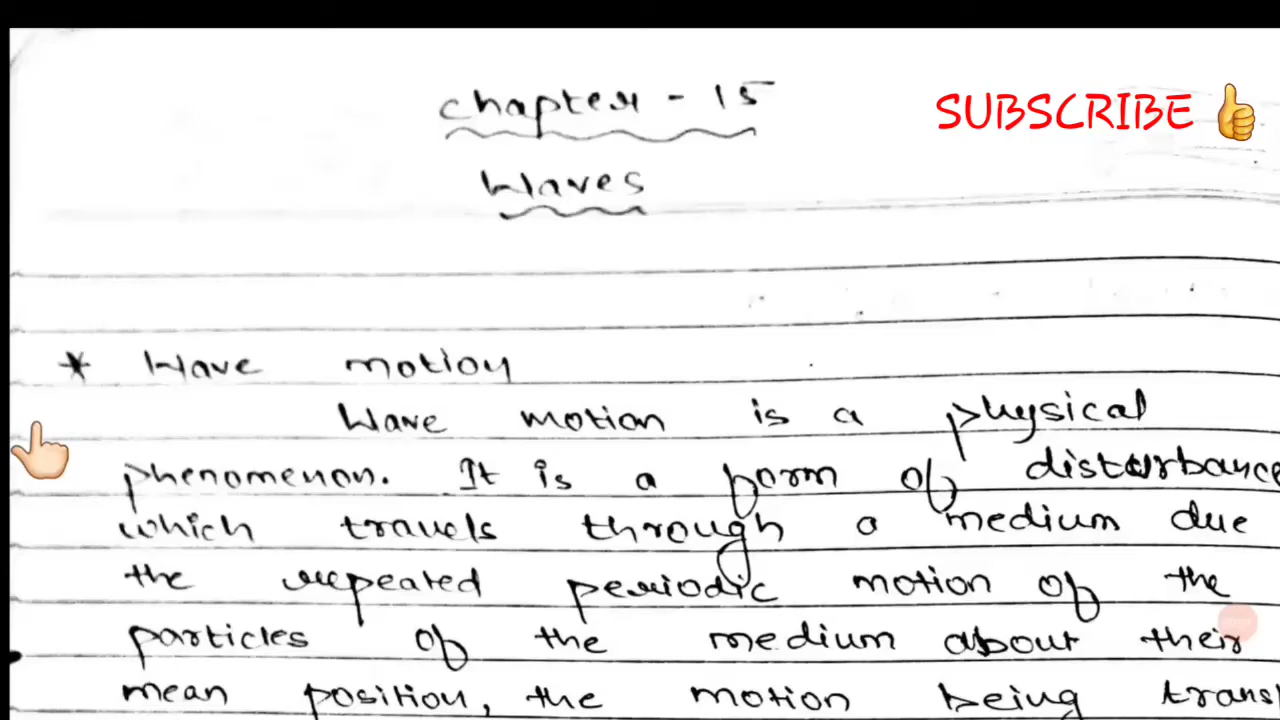 chapter - 15
SUBSCRIBE
Waves
* Wave motion
Wave motion is a physical
phenomenon. It is a form of disturbance
which travels through a medium due
the repeated periodic motion of the
particles of the medium about their
mean position, the motion being trans